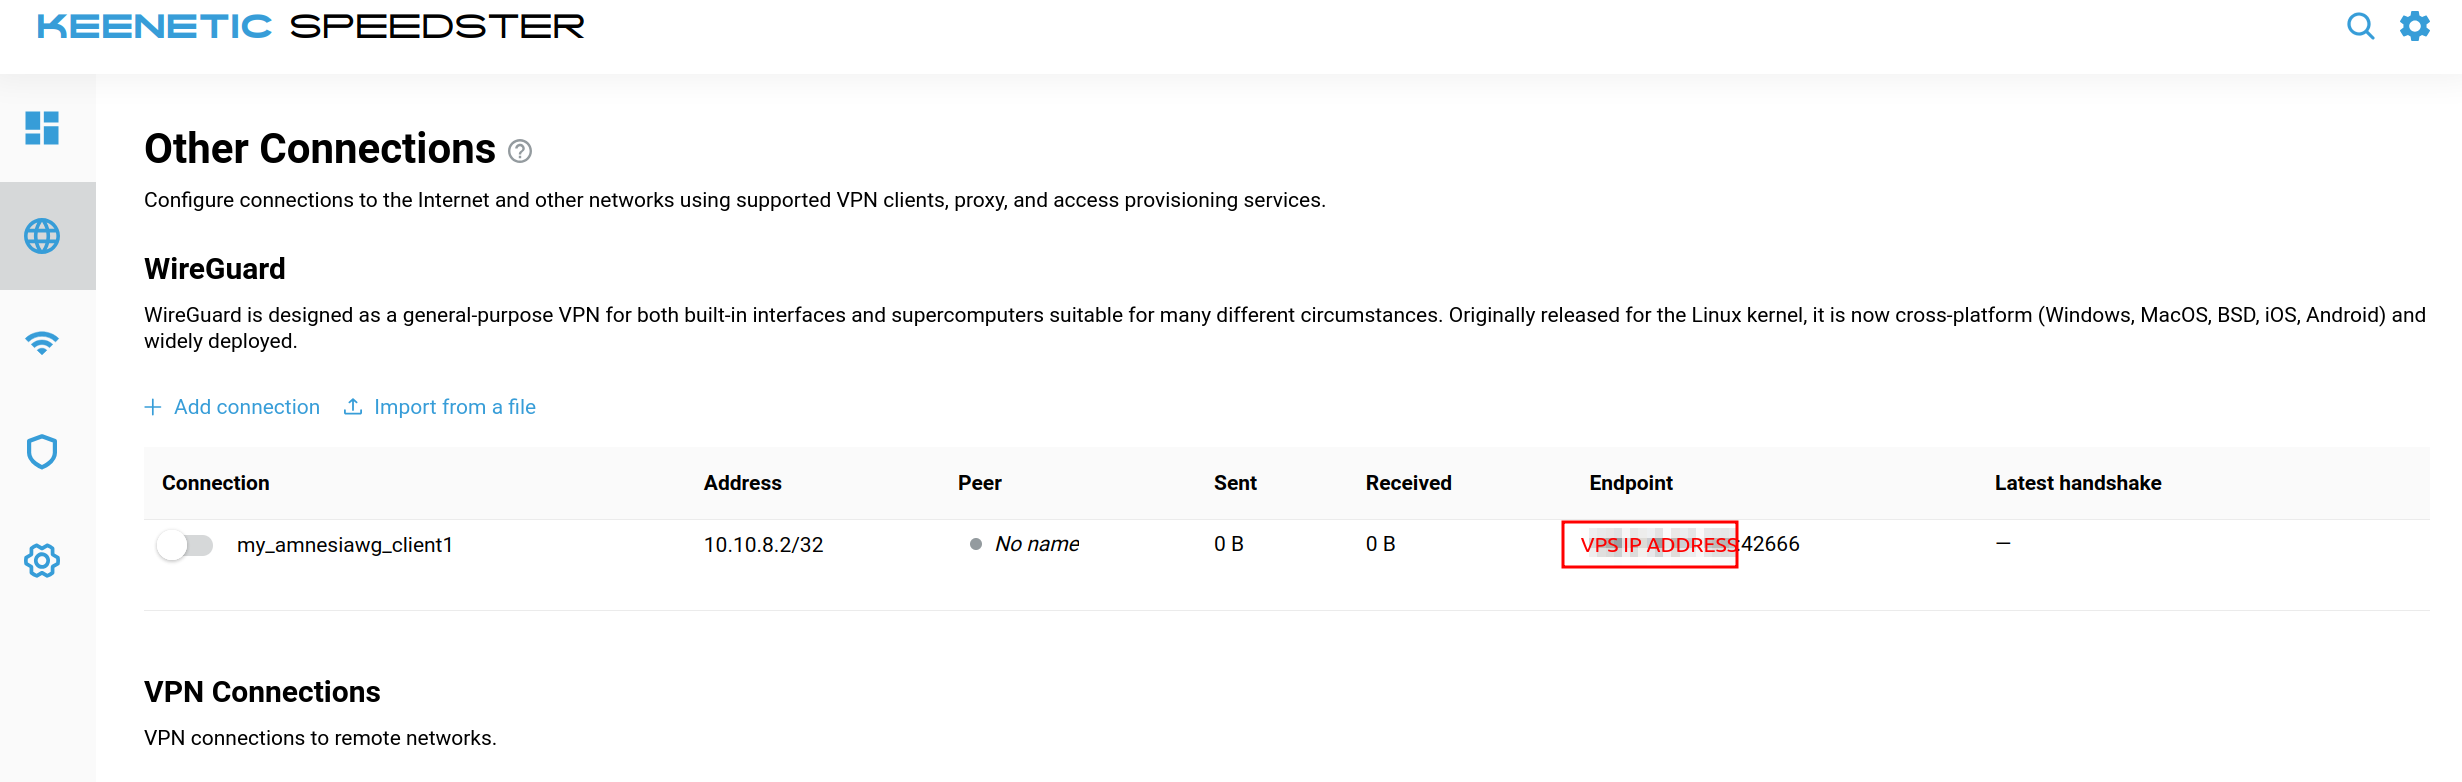 KEENETIC SPEEDSTER
Other Connections
Configure connections to the Internet and other networks using supported VPN clients, proxy, and access provisioning services.
WireGuard
WireGuard is designed as a general-purpose VPN for both built-in interfaces and supercomputers suitable for many different circumstances. Originally released for the Linux kernel, it is now cross-platform (Windows, MacOS, BSD, iOS, Android) and
widely deployed.
+ Add connection Import from a file
Connection Address Peer Sent Received Endpoint Latest handshake
my_amnesiawg_client1 10.10.8.2/32 No name 0 B 0 B VPS IP ADDRESS:42666 —
VPN Connections
VPN connections to remote networks.